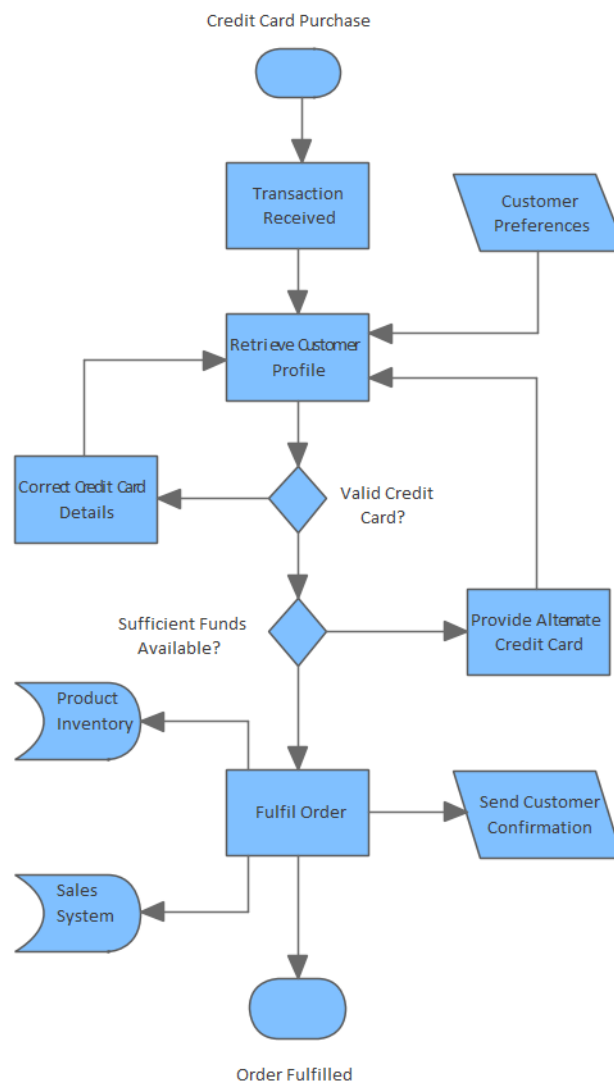 Credit Card Purchase
Transaction
Received
Customer
Preferences
Retrieve Customer
Profile
Correct Credit Card
Details
Valid Credit
Card?
Sufficient Funds
Available?
Provide Alternate
Credit Card
Product
Inventory
Fulfil Order
Send Customer
Confirmation
Sales
System
Order Fulfilled